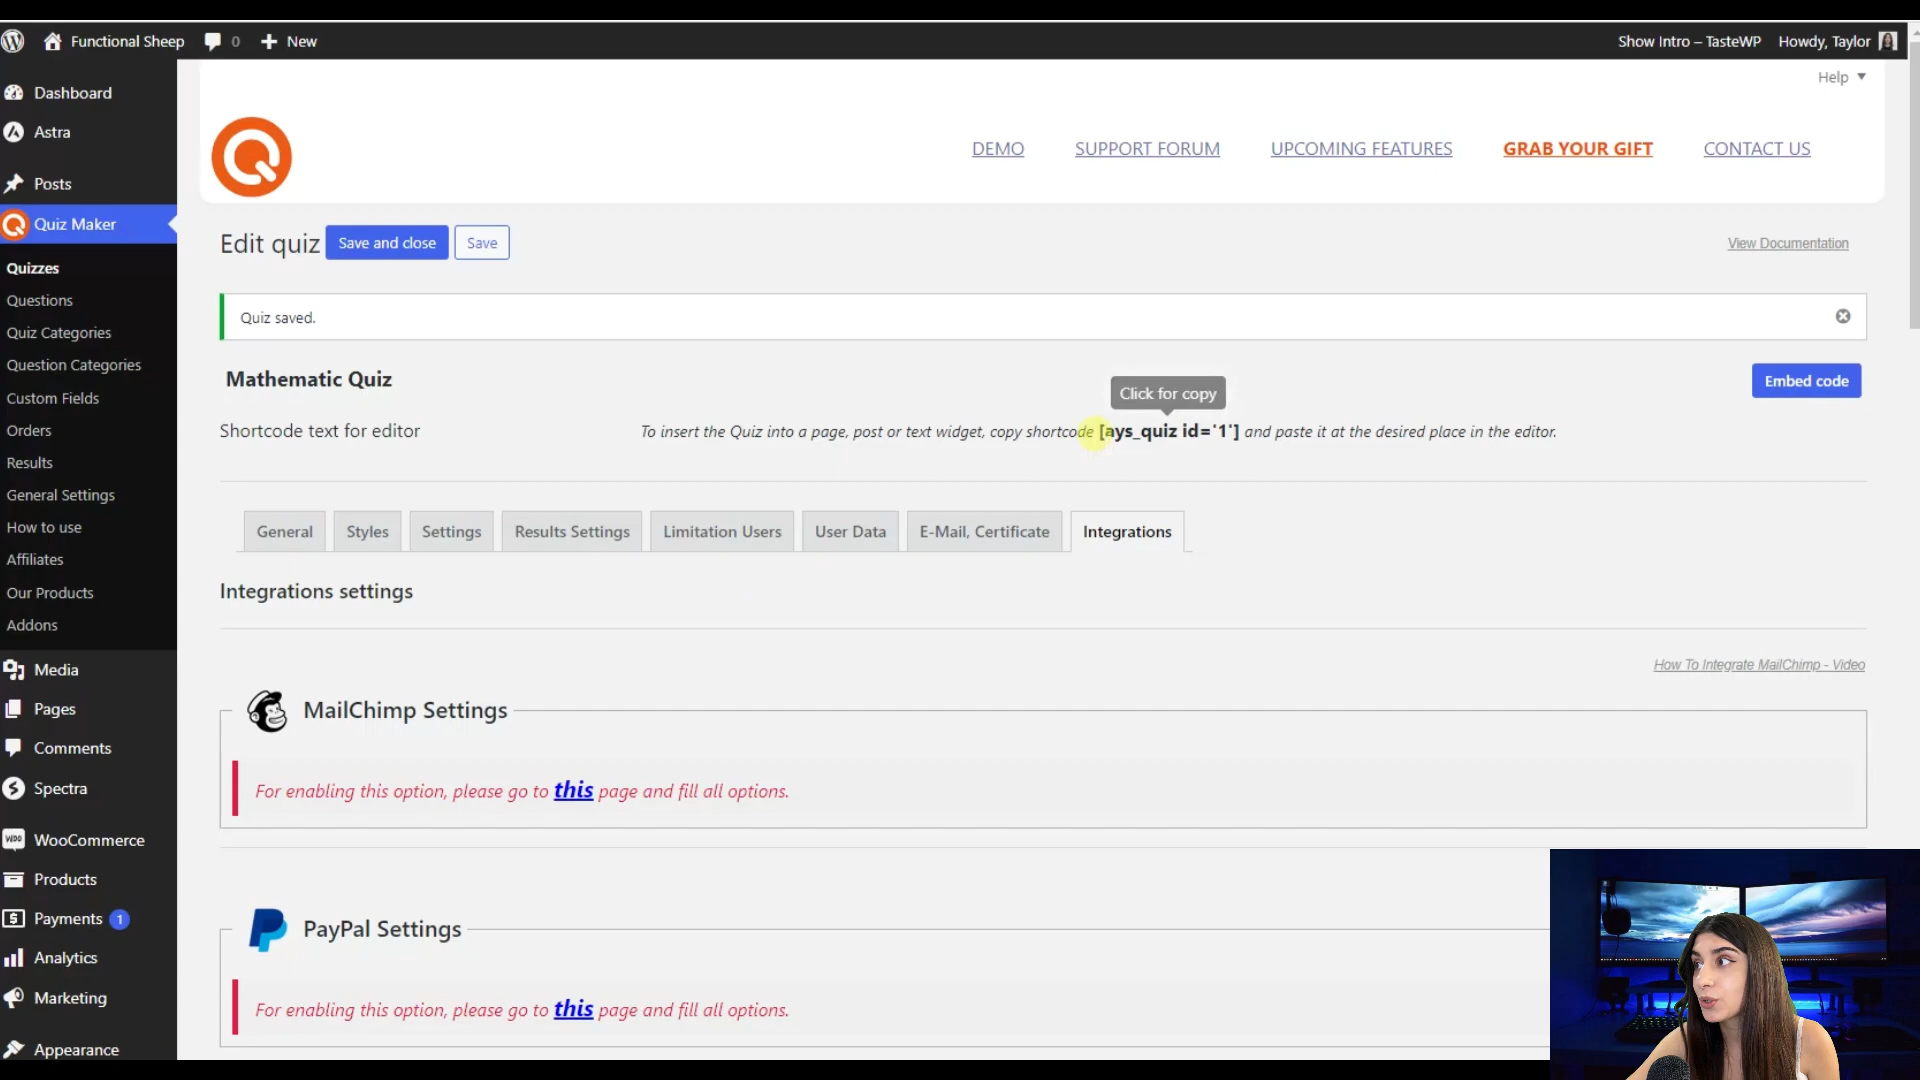 Functional Sheep
0
New
Show Intro – TasteWP
Howdy, Taylor
Dashboard
Astra
Posts
Quiz Maker
Quizzes
Questions
Quiz Categories
Question Categories
Custom Fields
Orders
Results
General Settings
How to use
Affiliates
Our Products
Addons
Media
Pages
Comments
Spectra
WooCommerce
Products
Payments 1
Analytics
Marketing
Appearance
Help
DEMO
SUPPORT FORUM
UPCOMING FEATURES
GRAB YOUR GIFT
CONTACT US
Edit quiz
Save and close
Save
View Documentation
Quiz saved.
Mathematic Quiz
Click for copy
Embed code
Shortcode text for editor
To insert the Quiz into a page, post or text widget, copy shortcode [ays_quiz id='1'] and paste it at the desired place in the editor.
General
Styles
Settings
Results Settings
Limitation Users
User Data
E-Mail, Certificate
Integrations
Integrations settings
How To Integrate MailChimp - Video
MailChimp Settings
For enabling this option, please go to this page and fill all options.
PayPal Settings
For enabling this option, please go to this page and fill all options.